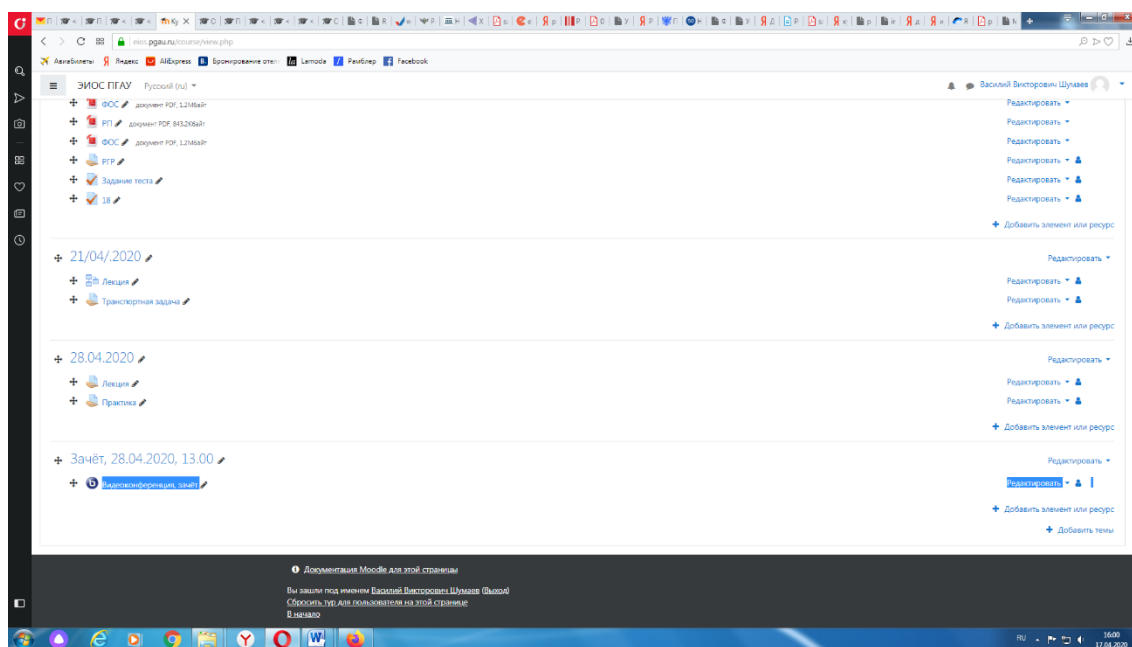 eios.pgau.ru/course/view.php
Авиабилеты Яндекс AliExpress Бронирование отел Lamoda Рамблер Facebook
ЭИОС ПГАУ Русский (ru) Василий Викторович Шумаев
ФОС документ PDF, 1.2Мбайт Редактировать
РП документ PDF, 843.2Кбайт Редактировать
ФОС документ PDF, 1.2Мбайт Редактировать
РГР Редактировать
Задание теста Редактировать
18 Редактировать
Добавить элемент или ресурс
21/04/.2020 Редактировать
Лекция Редактировать
Транспортная задача Редактировать
Добавить элемент или ресурс
28.04.2020 Редактировать
Лекция Редактировать
Практика Редактировать
Добавить элемент или ресурс
Зачёт, 28.04.2020, 13.00 Редактировать
Видеоконференция, зачёт Редактировать
Добавить элемент или ресурс
Добавить темы
Документация Moodle для этой страницы
Вы зашли под именем Василий Викторович Шумаев (Выход)
Сбросить тур для пользователя на этой странице
В начало
RU 16:00
17.04.2020